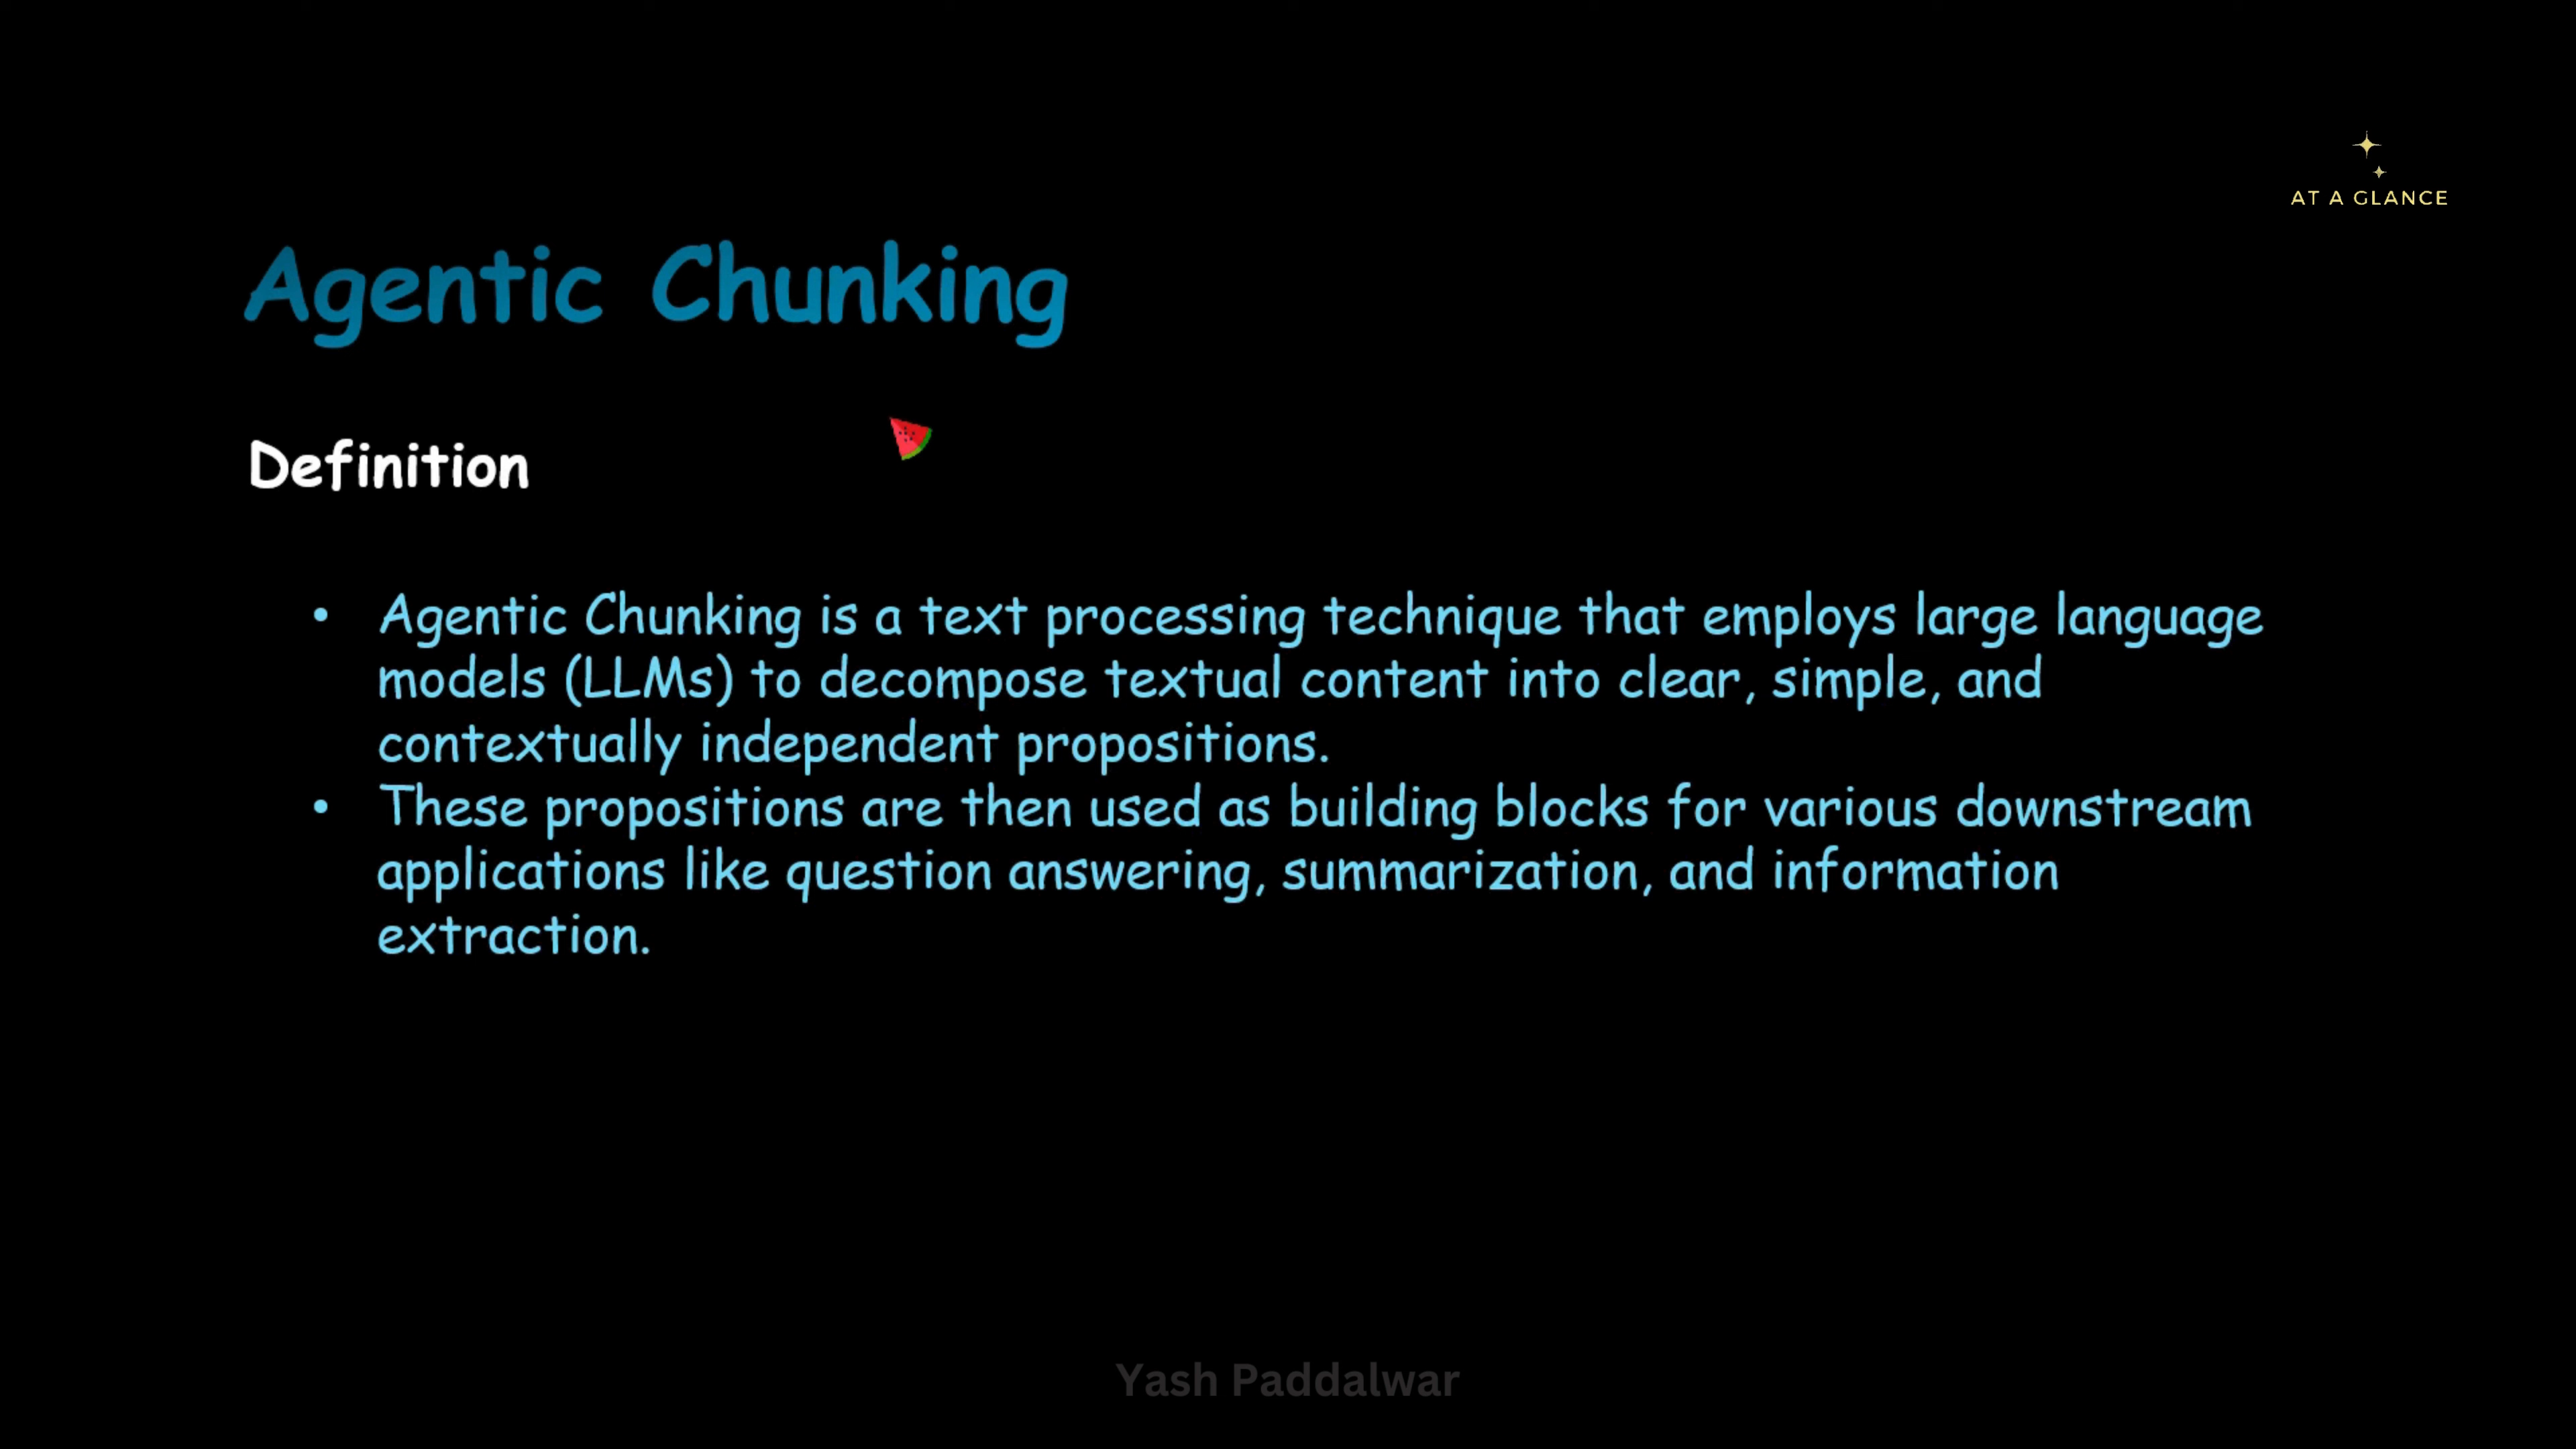 AT A GLANCE
Agentic Chunking
Definition
• Agentic Chunking is a text processing technique that employs large language
models (LLMs) to decompose textual content into clear, simple, and
contextually independent propositions.
• These propositions are then used as building blocks for various downstream
applications like question answering, summarization, and information
extraction.
Yash Paddalwar